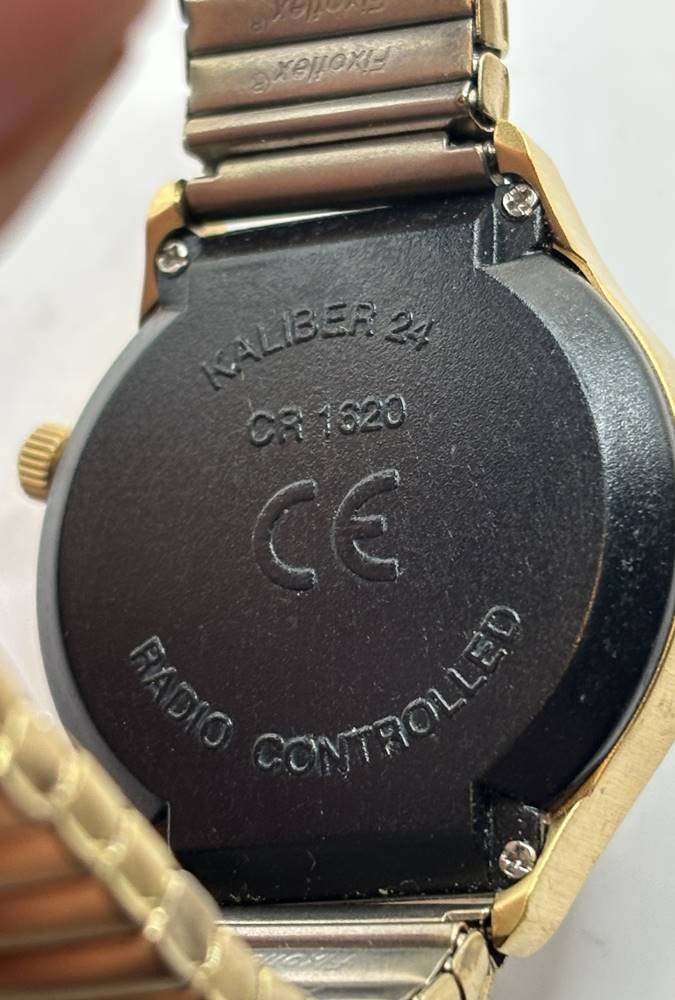 Fixoflex®
Fixoflex®
KALIBER 24
CR 1620
CE
RADIO CONTROLLED